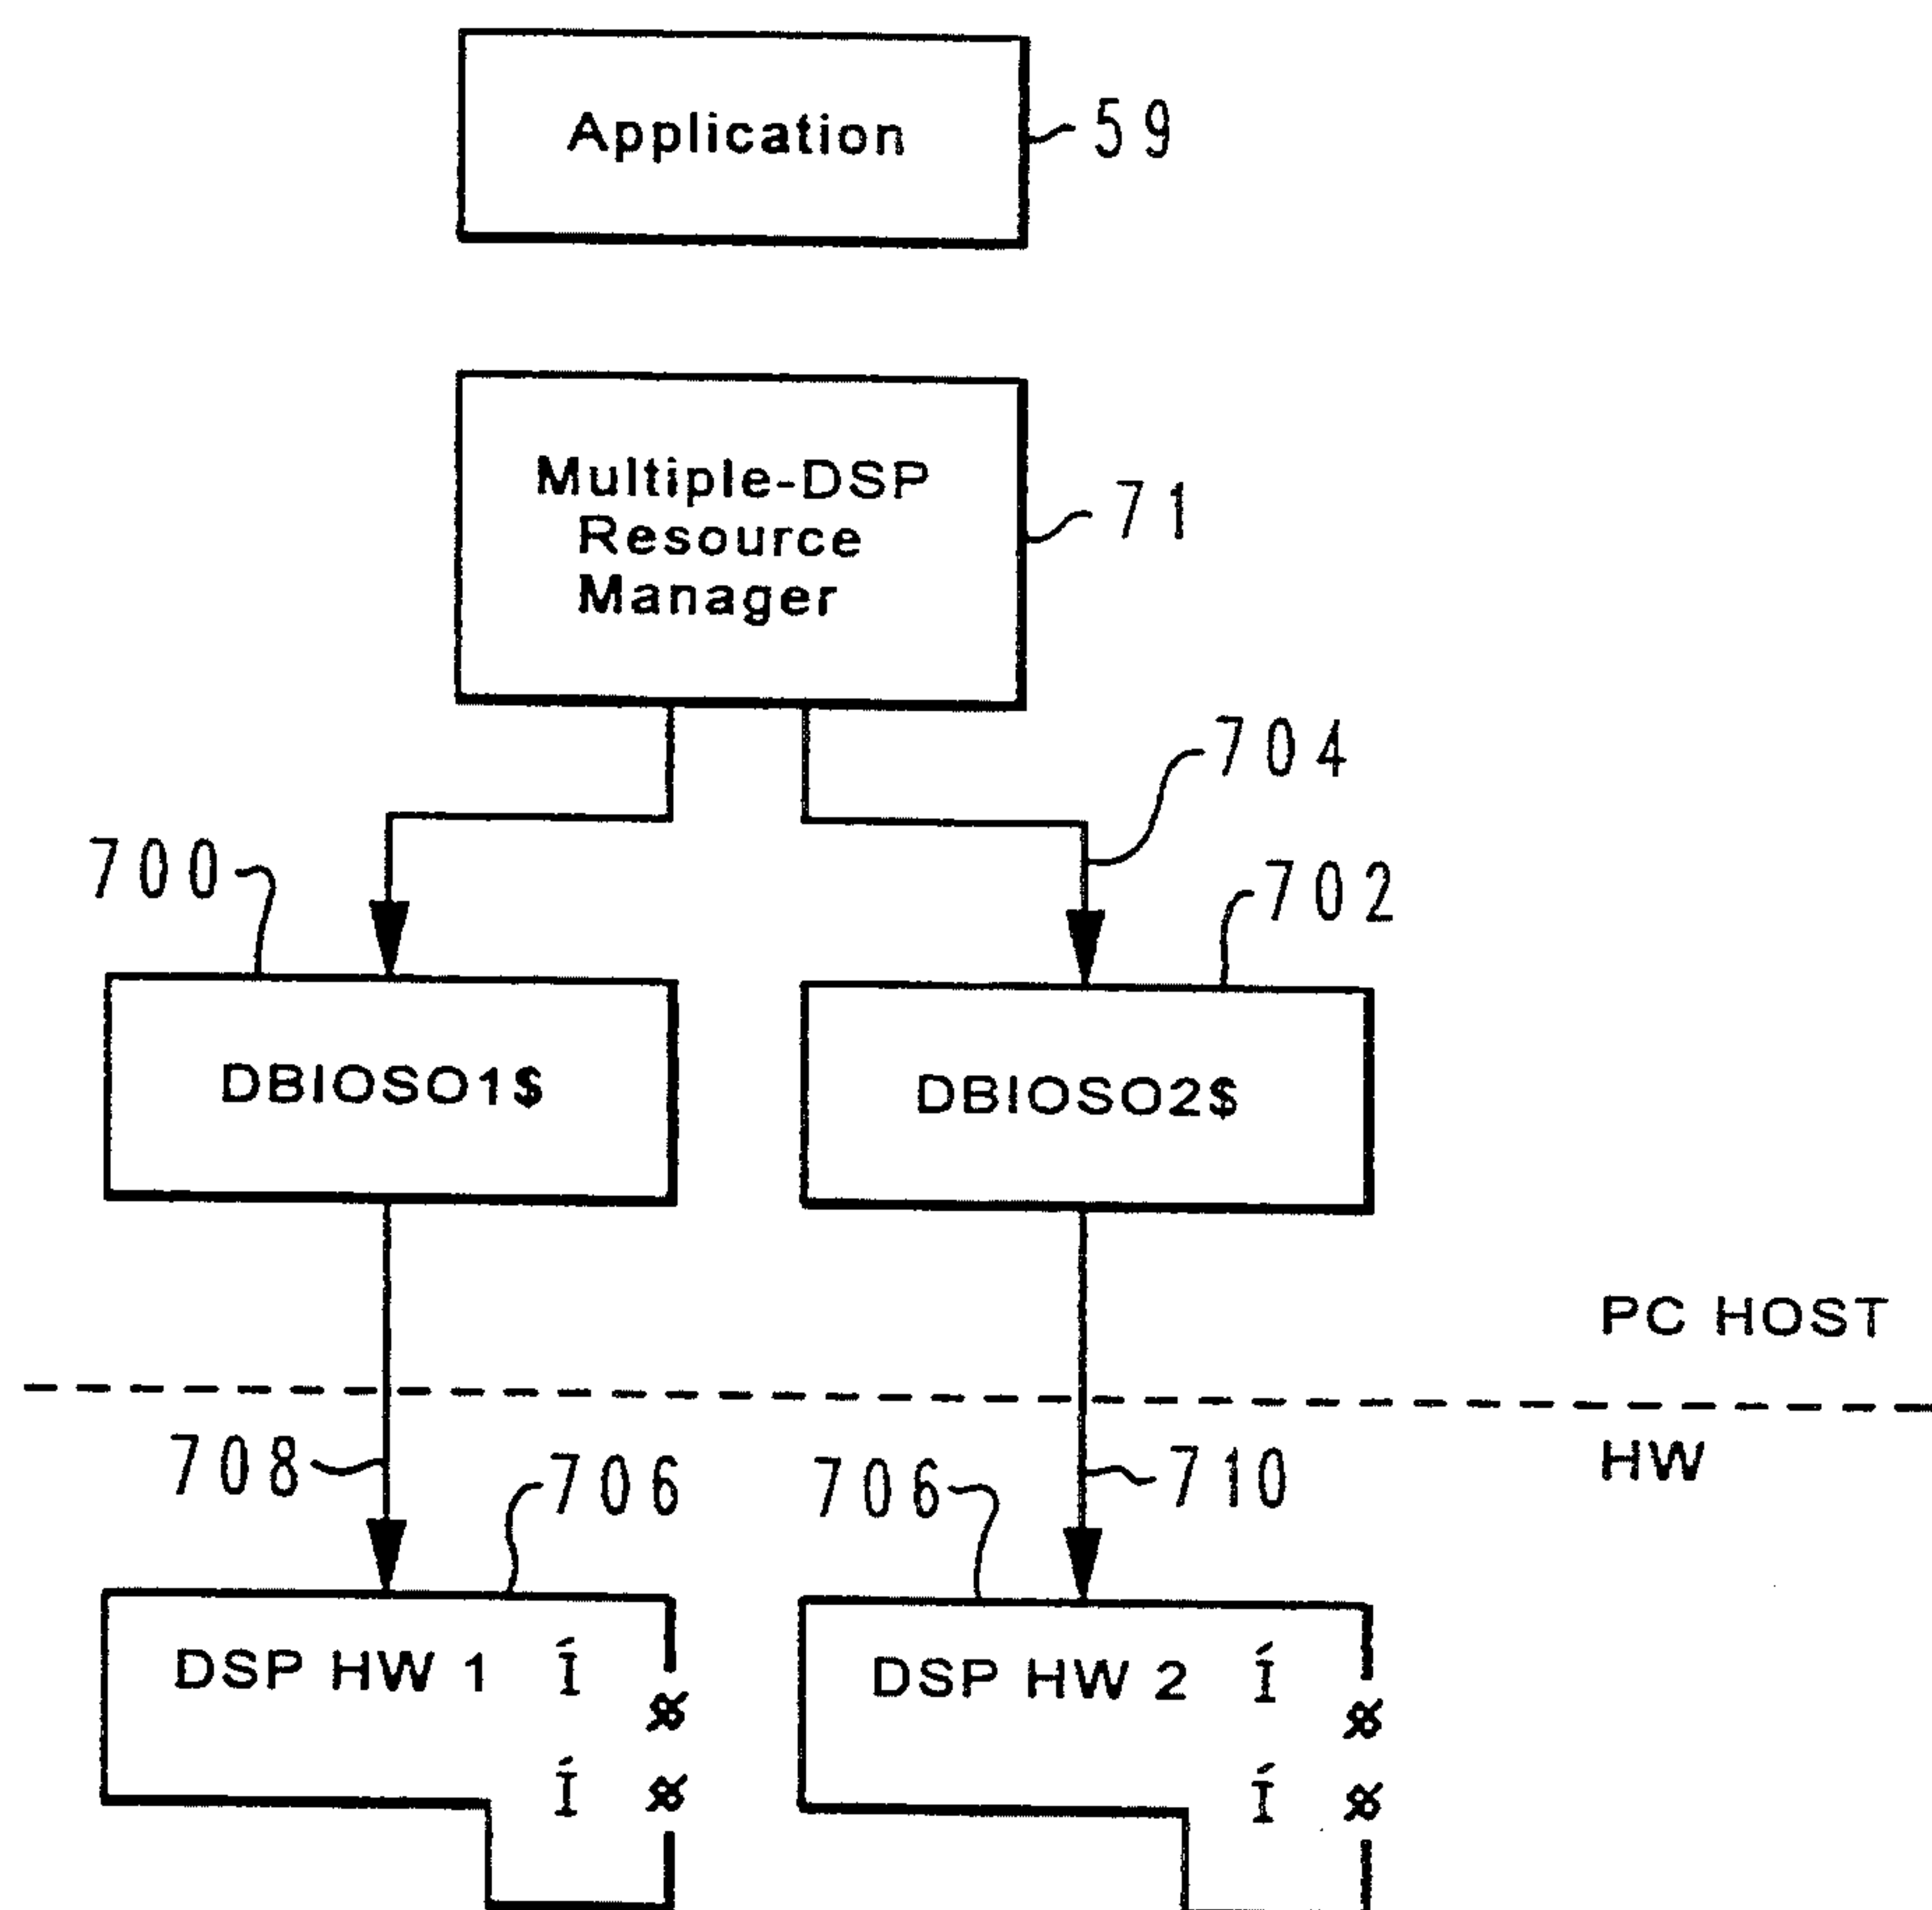 Application
59
Multiple-DSP
Resource
Manager
71
704
700
702
DBIOSO1$
DBIOSO2$
PC HOST
HW
708
706
706
710
DSP HW 1 Í
Í
DSP HW 2 Í
Í